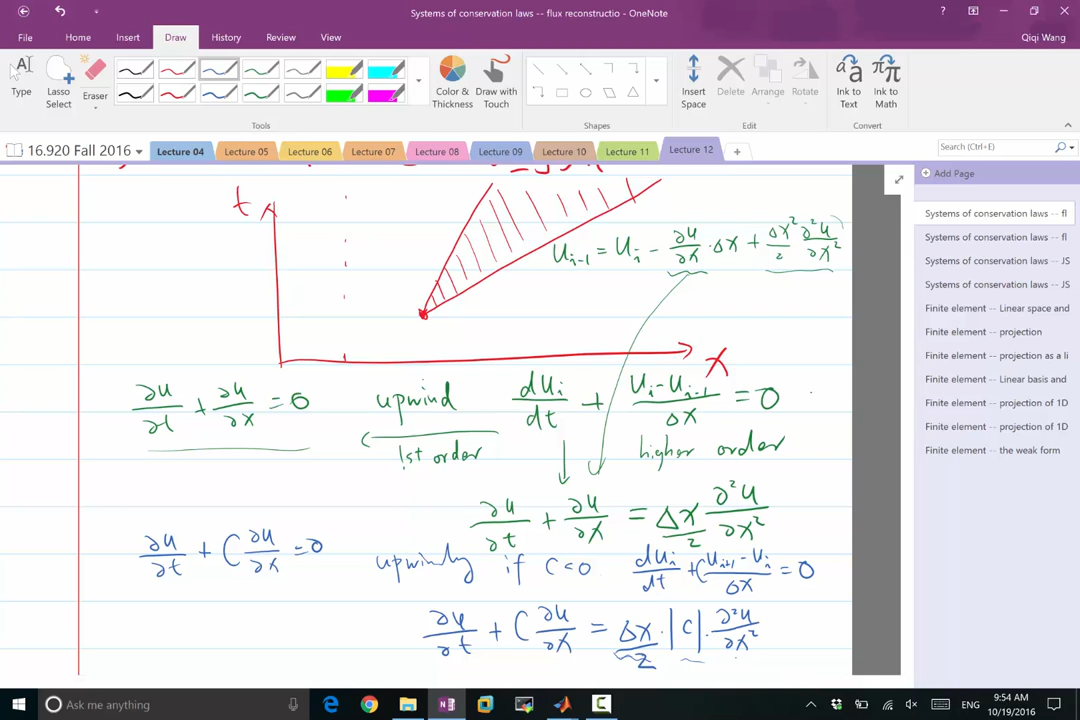 Systems of conservation laws -- flux reconstructio - OneNote
File Home Insert Draw History Review View
Qiqi Wang
Type
Lasso Select
Eraser
Color & Thickness
Draw with Touch
Insert Space
Delete
Arrange
Rotate
Ink to Text
Ink to Math
Tools
Shapes
Edit
Convert
16.920 Fall 2016
Lecture 04 Lecture 05 Lecture 06 Lecture 07 Lecture 08 Lecture 09 Lecture 10 Lecture 11 Lecture 12
Search (Ctrl+E)
Add Page
Systems of conservation laws -- fl
Systems of conservation laws -- fl
Systems of conservation laws -- JS
Systems of conservation laws -- JS
Finite element -- Linear space and
Finite element -- projection
Finite element -- projection as a li
Finite element -- Linear basis and
Finite element -- projection of 1D
Finite element -- projection of 1D
Finite element -- the weak form
t
u_{i-1} = u_i - ∂u/∂x · Δx + Δx²/2 ∂²u/∂x²
x
∂u/∂t + ∂u/∂x = 0 upwind du_i/dt + (u_i - u_{i-1})/Δx = 0
1st order higher order
∂u/∂t + ∂u/∂x = Δx/2 ∂²u/∂x²
∂u/∂t + C ∂u/∂x = 0 upwindy if C<0 du_i/dt + C (u_{i+1} - u_i)/Δx = 0
∂u/∂t + C ∂u/∂x = Δx/2 · |C| · ∂²u/∂x²
Ask me anything
ENG
9:54 AM
10/19/2016